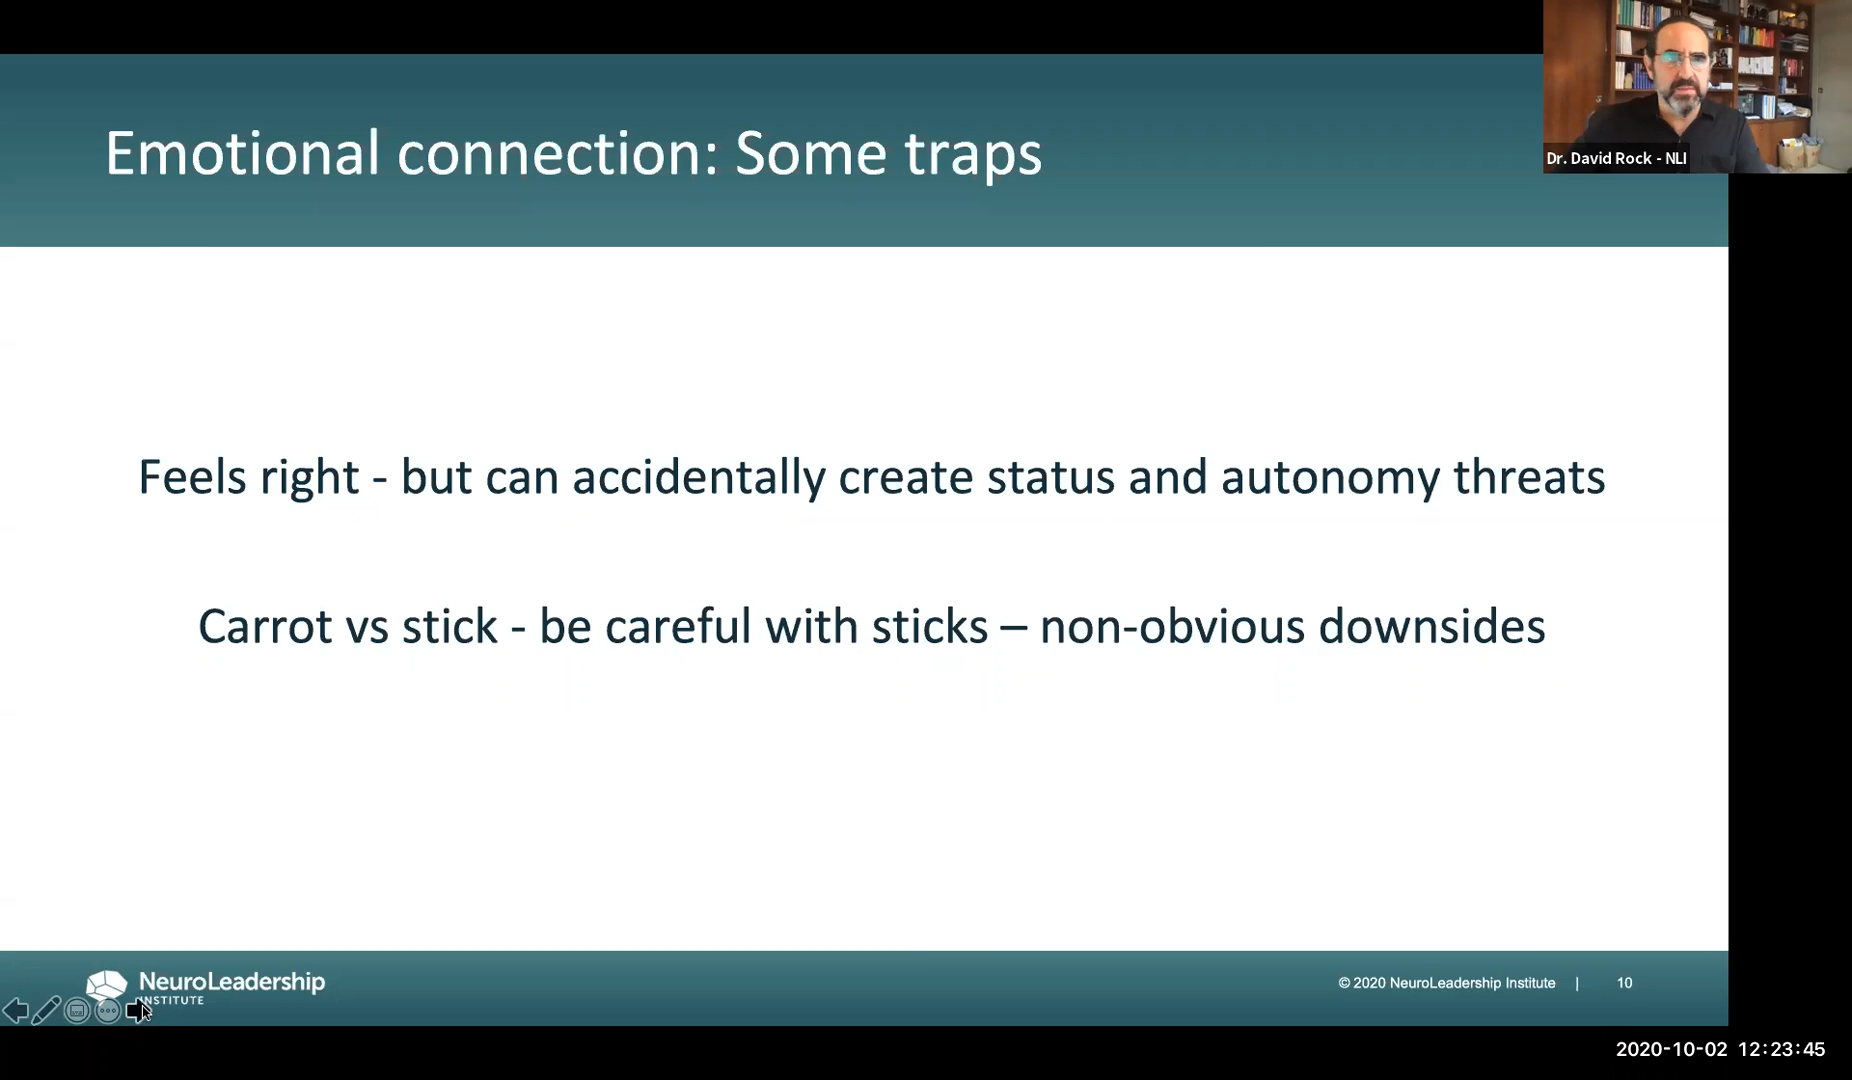 Emotional connection: Some traps
Dr. David Rock - NLI
Feels right - but can accidentally create status and autonomy threats
Carrot vs stick - be careful with sticks – non-obvious downsides
NeuroLeadership
INSTITUTE
© 2020 NeuroLeadership Institute | 10
2020-10-02 12:23:45